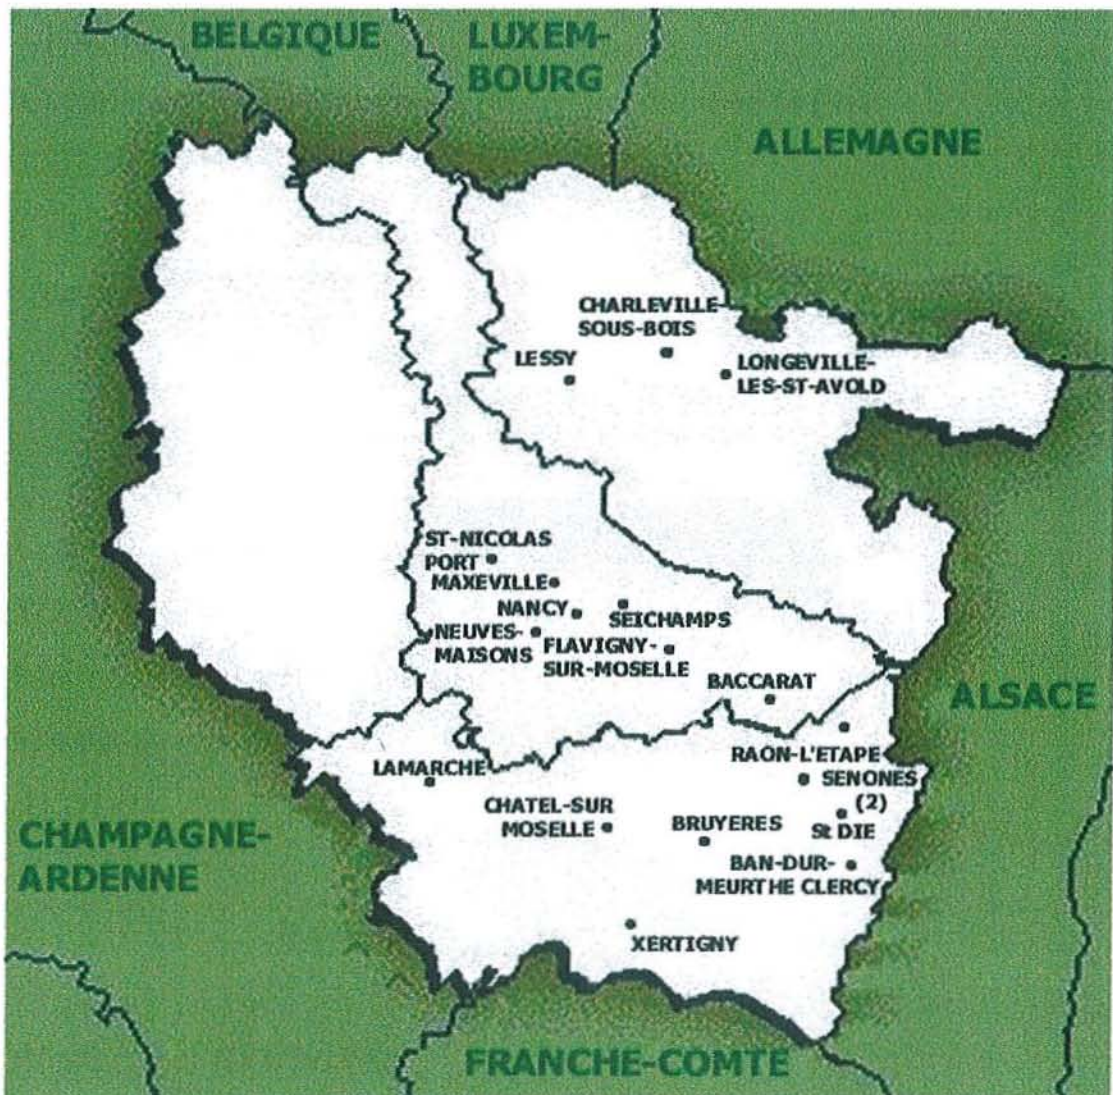 BELGIQUE
LUXEM-
BOURG
ALLEMAGNE
CHARLEVILLE-
SOUS-BOIS
LESSY
LONGEVILLE-
LES-ST-AVOLD
ST-NICOLAS
PORT
MAXEVILLE
NANCY
SEICHAMPS
NEUVES-
MAISONS
FLAVIGNY-
SUR-MOSELLE
BACCARAT
ALSACE
RAON-L'ETAPE
LAMARCHE
SENONES
(2)
CHATEL-SUR
MOSELLE
BRUYERES
St DIE
CHAMPAGNE-
ARDENNE
BAN-DUR-
MEURTHE CLERCY
XERTIGNY
FRANCHE-COMTE